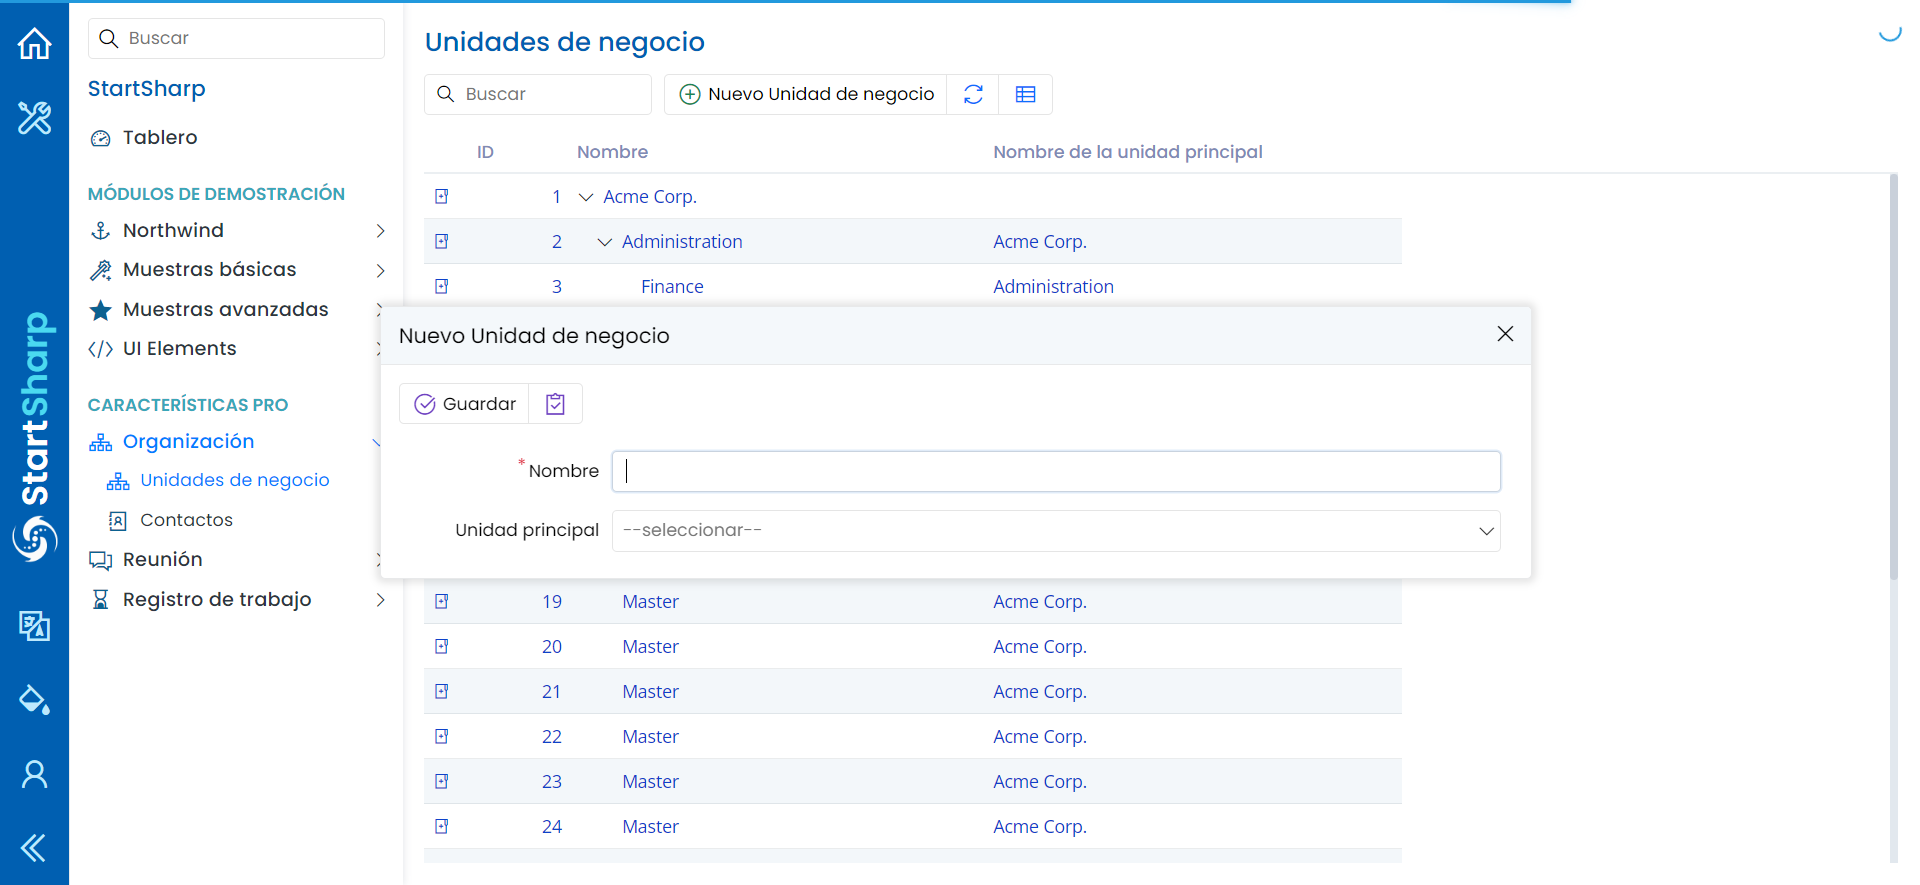 Buscar
StartSharp
Tablero
MÓDULOS DE DEMOSTRACIÓN
Northwind
Muestras básicas
Muestras avanzadas
UI Elements
CARACTERÍSTICAS PRO
Organización
Unidades de negocio
Contactos
Reunión
Registro de trabajo
StartSharp
Unidades de negocio
Buscar
Nuevo Unidad de negocio
ID Nombre Nombre de la unidad principal
1 Acme Corp.
2 Administration Acme Corp.
3 Finance Administration
Nuevo Unidad de negocio
Guardar
* Nombre
Unidad principal --seleccionar--
19 Master Acme Corp.
20 Master Acme Corp.
21 Master Acme Corp.
22 Master Acme Corp.
23 Master Acme Corp.
24 Master Acme Corp.